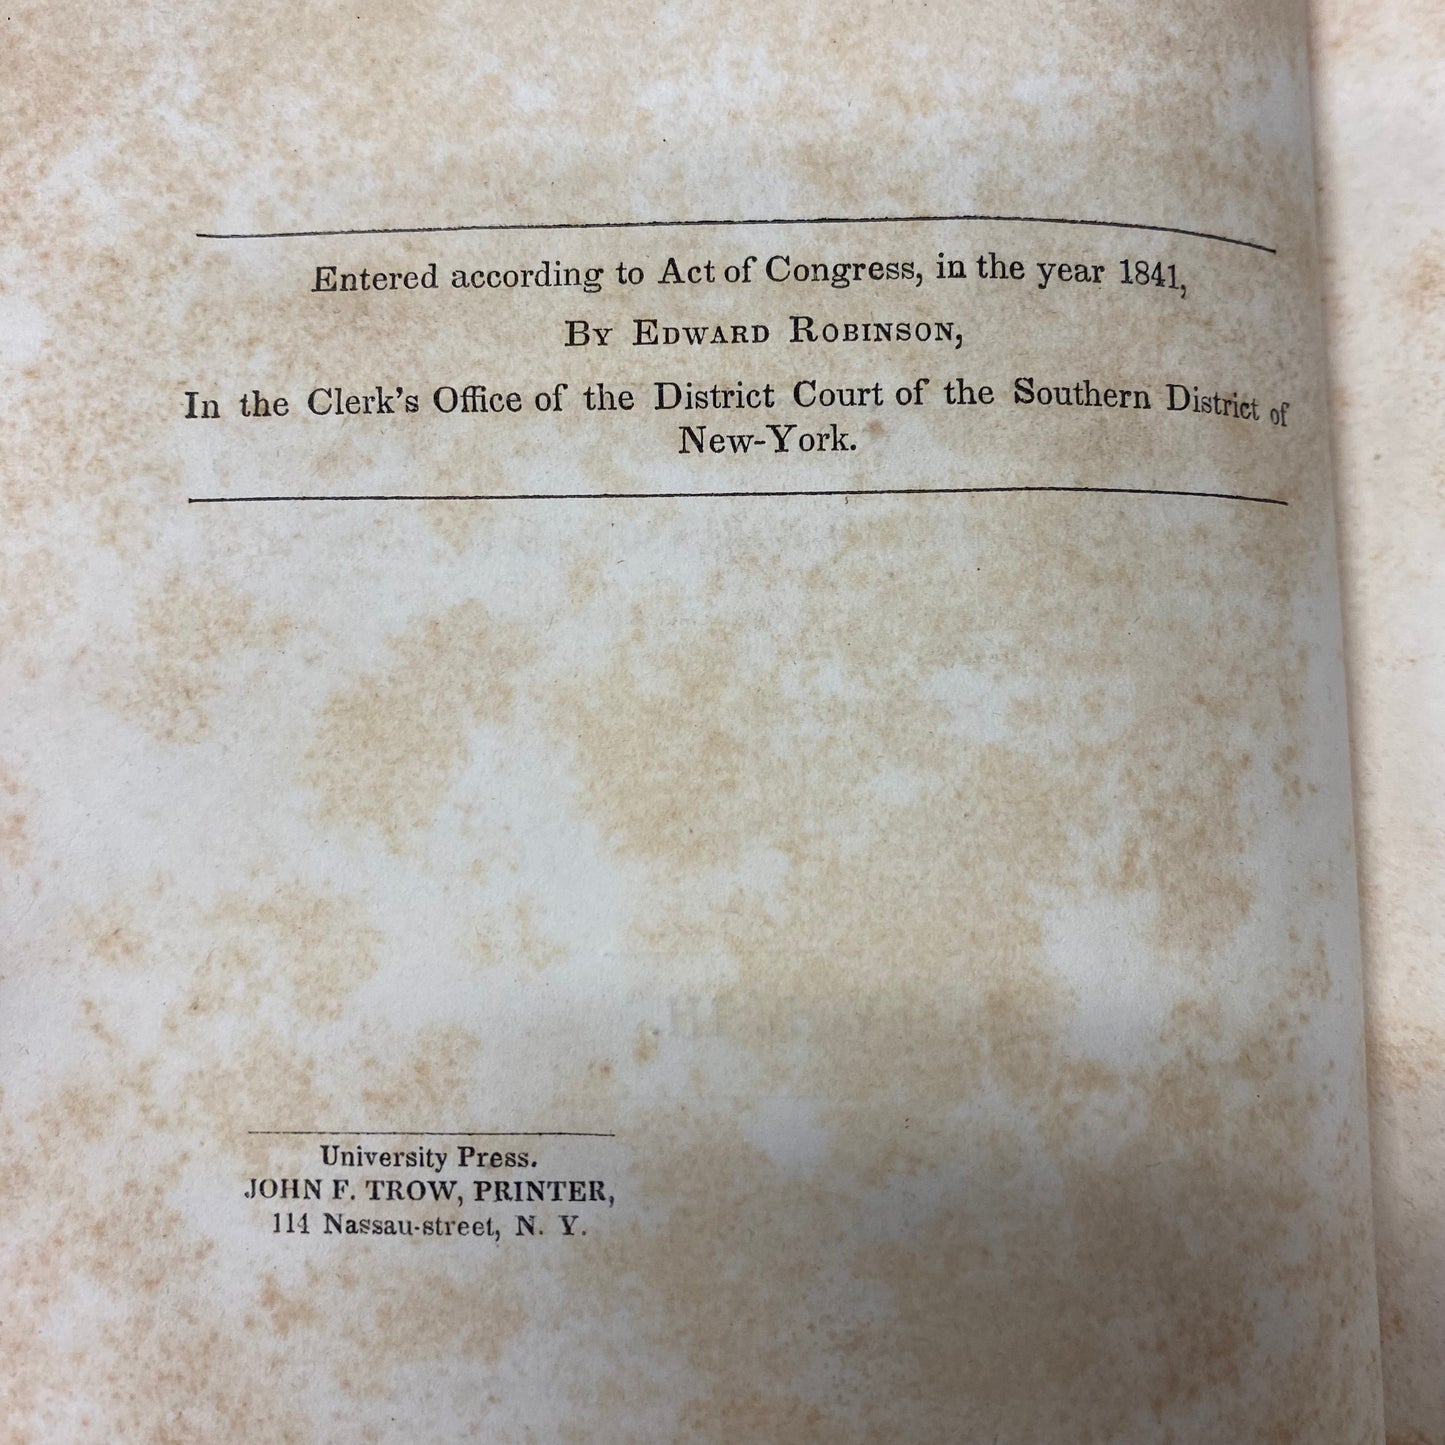 Entered according to Act of Congress, in the year 1841,
By Edward Robinson,
In the Clerk's Office of the District Court of the Southern District of
New-York.
University Press.
JOHN F. TROW, PRINTER,
114 Nassau-street, N. Y.